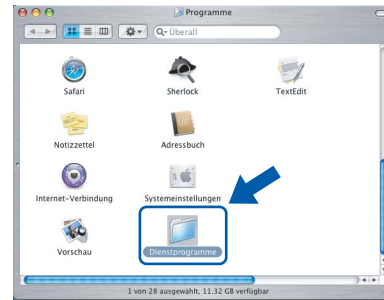 Programme
Überall
Safari
Sherlock
TextEdit
Notizzettel
Adressbuch
Internet-Verbindung
Systemeinstellungen
Vorschau
Dienstprogramme
1 von 28 ausgewählt, 11.32 GB verfügbar